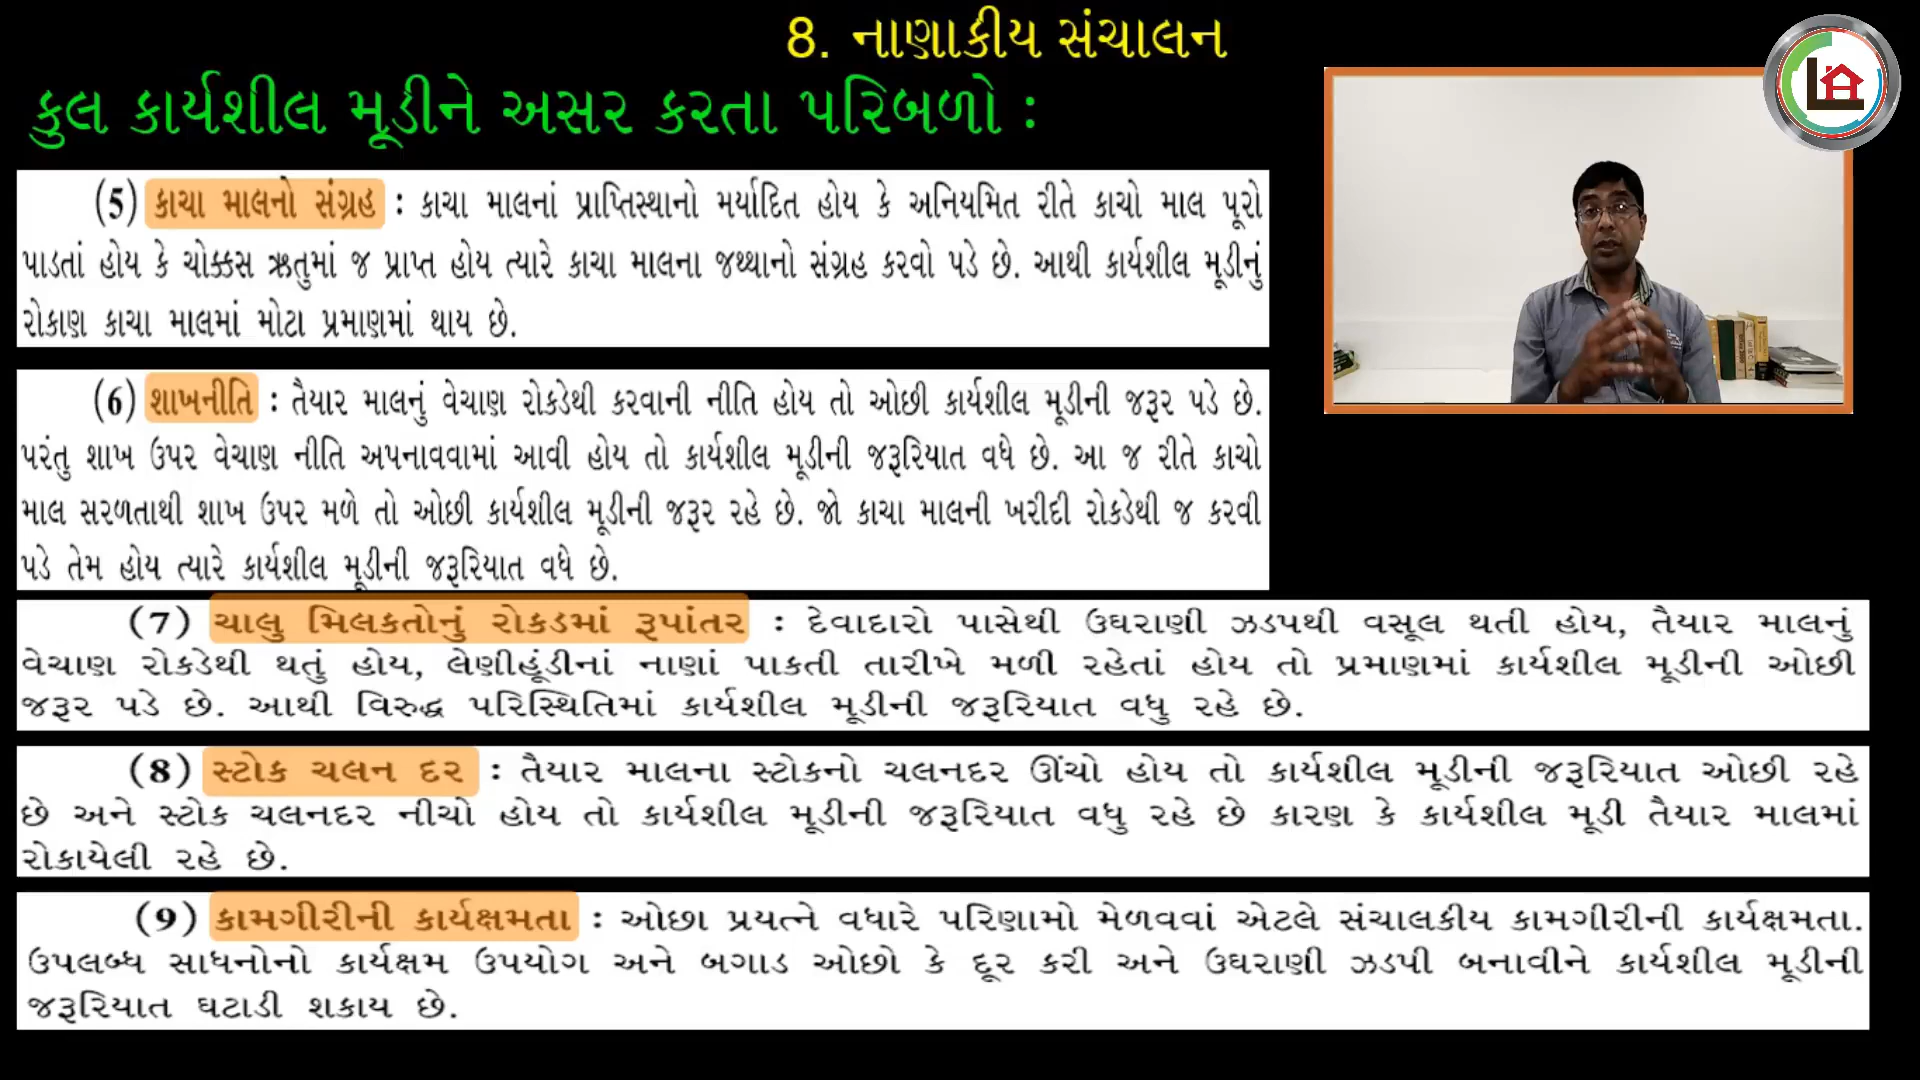 8. નાણાકીય સંચાલન
કુલ કાર્યશીલ મૂડીને અસર કરતા પરિબળો :
(5) કાચા માલનો સંગ્રહ : કાચા માલનાં પ્રાપ્તિસ્થાનો મર્યાદિત હોય કે અનિયમિત રીતે કાચો માલ પૂરો
પાડતાં હોય કે ચોક્કસ ઋતુમાં જ પ્રાપ્ત હોય ત્યારે કાચા માલના જથ્થાનો સંગ્રહ કરવો પડે છે. આથી કાર્યશીલ મૂડીનું
રોકાણ કાચા માલમાં મોટા પ્રમાણમાં થાય છે.
(6) શાખનીતિ : તૈયાર માલનું વેચાણ રોકડેથી કરવાની નીતિ હોય તો ઓછી કાર્યશીલ મૂડીની જરૂર પડે છે.
પરંતુ શાખ ઉપર વેચાણ નીતિ અપનાવવામાં આવી હોય તો કાર્યશીલ મૂડીની જરૂરિયાત વધે છે. આ જ રીતે કાચો
માલ સરળતાથી શાખ ઉપર મળે તો ઓછી કાર્યશીલ મૂડીની જરૂર રહે છે. જો કાચા માલની ખરીદી રોકડેથી જ કરવી
પડે તેમ હોય ત્યારે કાર્યશીલ મૂડીની જરૂરિયાત વધે છે.
(7) ચાલુ મિલકતોનું રોકડમાં રૂપાંતર : દેવાદારો પાસેથી ઉઘરાણી ઝડપથી વસૂલ થતી હોય, તૈયાર માલનું
વેચાણ રોકડેથી થતું હોય, લેણીહૂંડીનાં નાણાં પાકતી તારીખે મળી રહેતાં હોય તો પ્રમાણમાં કાર્યશીલ મૂડીની ઓછી
જરૂર પડે છે. આથી વિરુદ્ધ પરિસ્થિતિમાં કાર્યશીલ મૂડીની જરૂરિયાત વધુ રહે છે.
(8) સ્ટોક ચલન દર : તૈયાર માલના સ્ટોકનો ચલનદર ઊંચો હોય તો કાર્યશીલ મૂડીની જરૂરિયાત ઓછી રહે
છે અને સ્ટોક ચલનદર નીચો હોય તો કાર્યશીલ મૂડીની જરૂરિયાત વધુ રહે છે કારણ કે કાર્યશીલ મૂડી તૈયાર માલમાં
રોકાયેલી રહે છે.
(9) કામગીરીની કાર્યક્ષમતા : ઓછા પ્રયત્ને વધારે પરિણામો મેળવવાં એટલે સંચાલકીય કામગીરીની કાર્યક્ષમતા.
ઉપલબ્ધ સાધનોનો કાર્યક્ષમ ઉપયોગ અને બગાડ ઓછો કે દૂર કરી અને ઉઘરાણી ઝડપી બનાવીને કાર્યશીલ મૂડીની
જરૂરિયાત ઘટાડી શકાય છે.